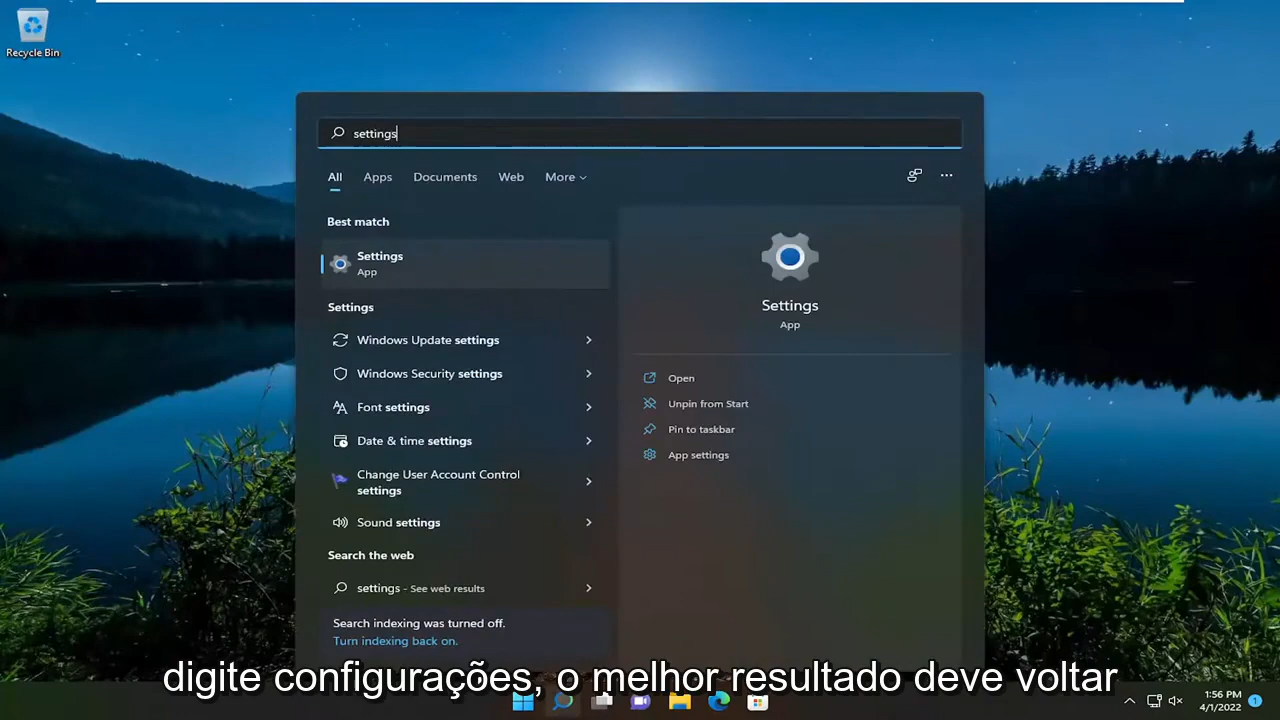 Recycle Bin
settings
All Apps Documents Web More
Best match
Settings
App
Settings
Windows Update settings
Windows Security settings
Font settings
Date & time settings
Change User Account Control
settings
Sound settings
Search the web
settings - See web results
Search indexing was turned off.
Turn indexing back on.
Settings
App
Open
Unpin from Start
Pin to taskbar
App settings
digite configurações, o melhor resultado deve voltar
1:56 PM
4/1/2022
1